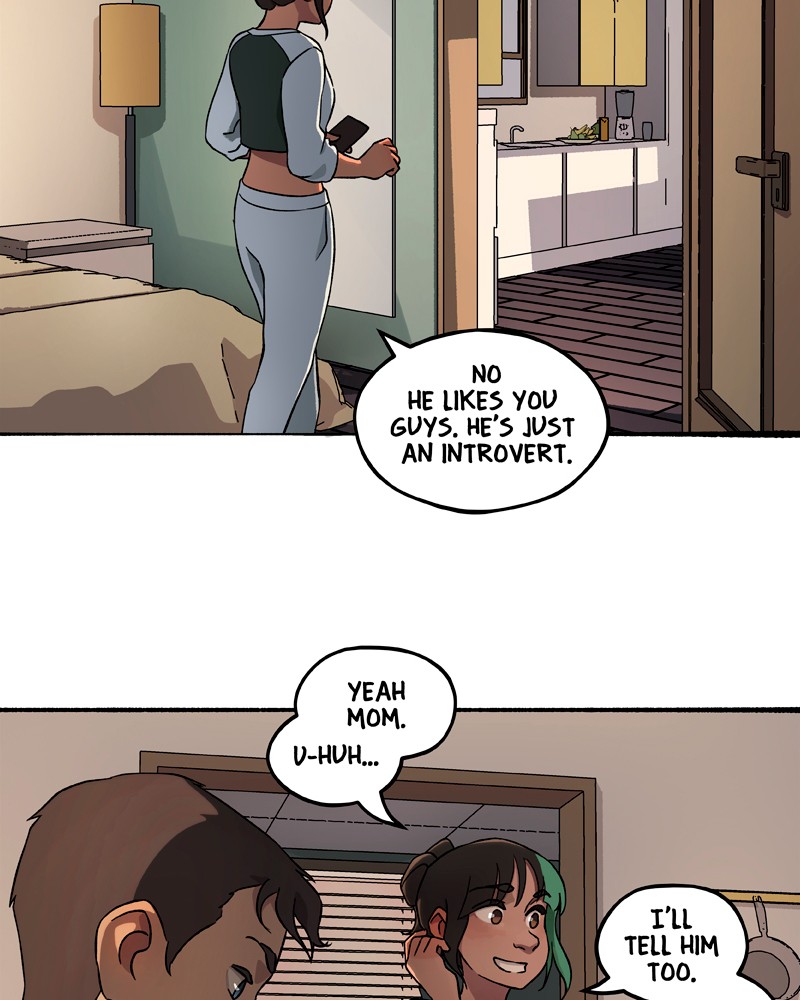 NO
HE LIKES YOU
GUYS. HE'S JUST
AN INTROVERT.
YEAH
MOM.
U-HUH...
I'LL
TELL HIM
TOO.